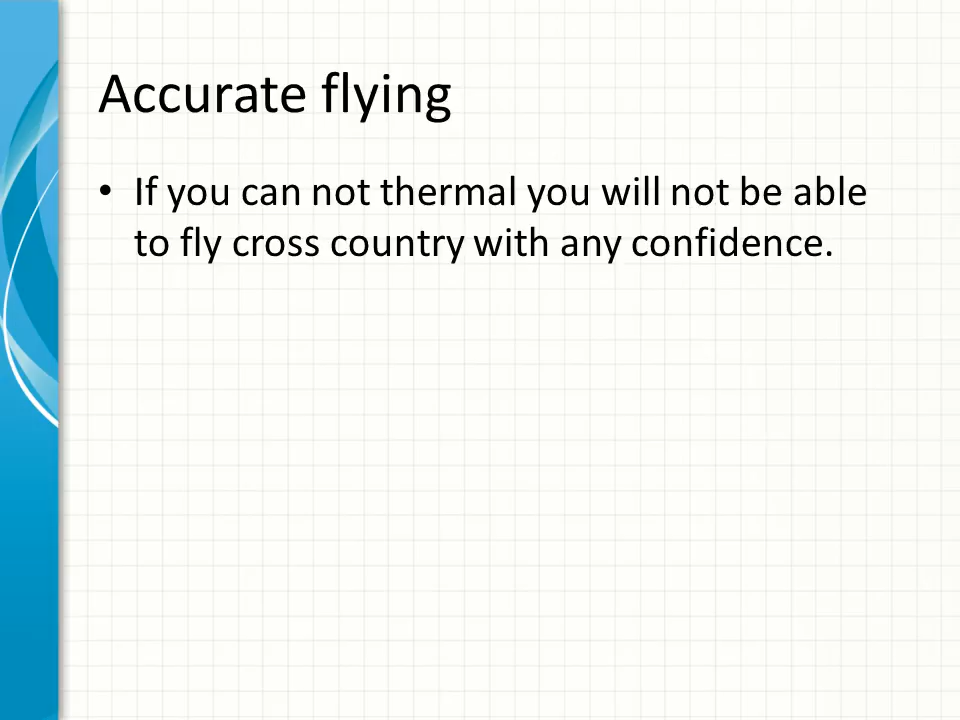 Accurate flying
• If you can not thermal you will not be able
to fly cross country with any confidence.